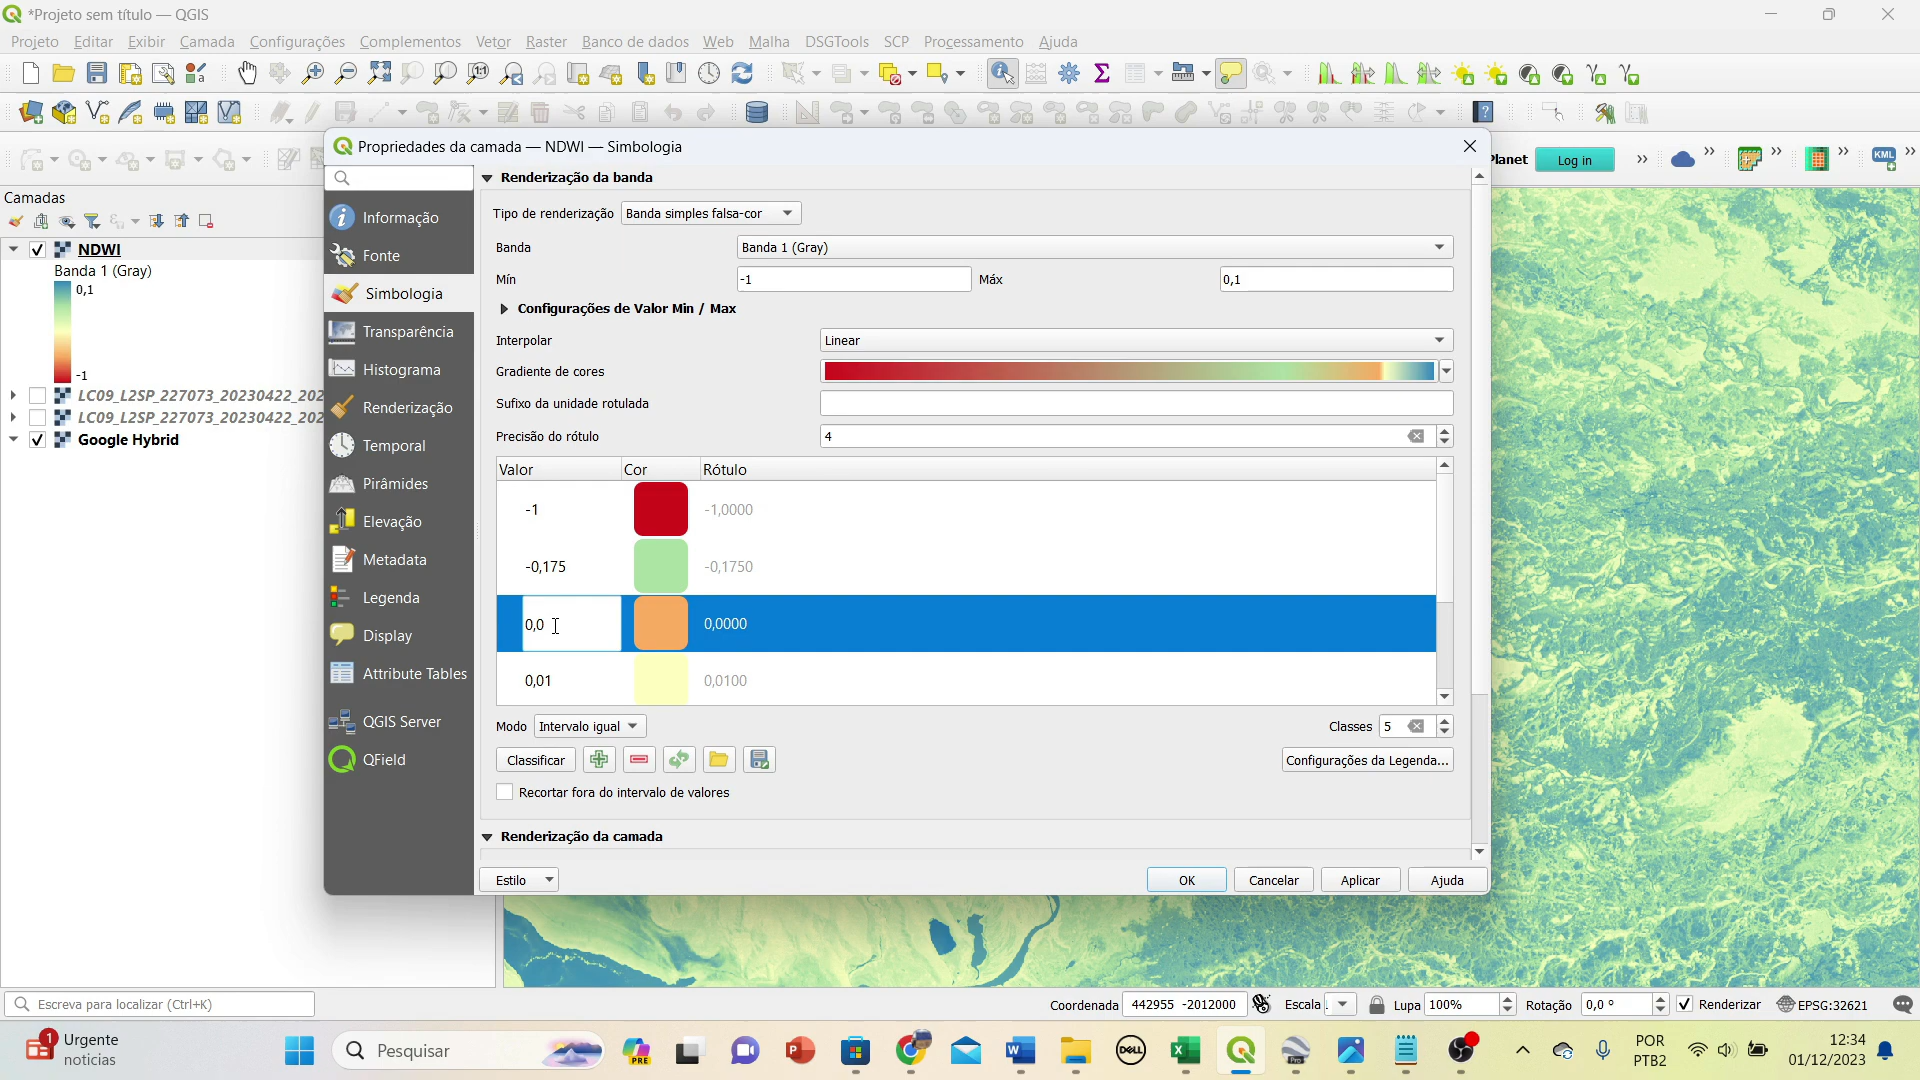 *Projeto sem título — QGIS
Projeto Editar Exibir Camada Configurações Complementos Vetor Raster Banco de dados Web Malha DSGTools SCP Processamento Ajuda
Propriedades da camada — NDWI — Simbologia
Planet
Log in
KML
Camadas
NDWI
Banda 1 (Gray)
0,1
-1
LC09_L2SP_227073_20230422_202
LC09_L2SP_227073_20230422_202
Google Hybrid
Informação
Fonte
Simbologia
Transparência
Histograma
Renderização
Temporal
Pirâmides
Elevação
Metadata
Legenda
Display
Attribute Tables
QGIS Server
QField
Renderização da banda
Tipo de renderização Banda simples falsa-cor
Banda Banda 1 (Gray)
Mín -1 Máx 0,1
Configurações de Valor Min / Max
Interpolar Linear
Gradiente de cores
Sufixo da unidade rotulada
Precisão do rótulo 4
Valor Cor Rótulo
-1 -1,0000
-0,175 -0,1750
0,0 0,0000
0,01 0,0100
Modo Intervalo igual Classes 5
Classificar Configurações da Legenda...
Recortar fora do intervalo de valores
Renderização da camada
Estilo OK Cancelar Aplicar Ajuda
Escreva para localizar (Ctrl+K)
Coordenada 442955 -2012000 Escala Lupa 100% Rotação 0,0 ° Renderizar EPSG:32621
1 Urgente
noticias
Pesquisar
PRE
DELL
POR
PTB2
12:34
01/12/2023